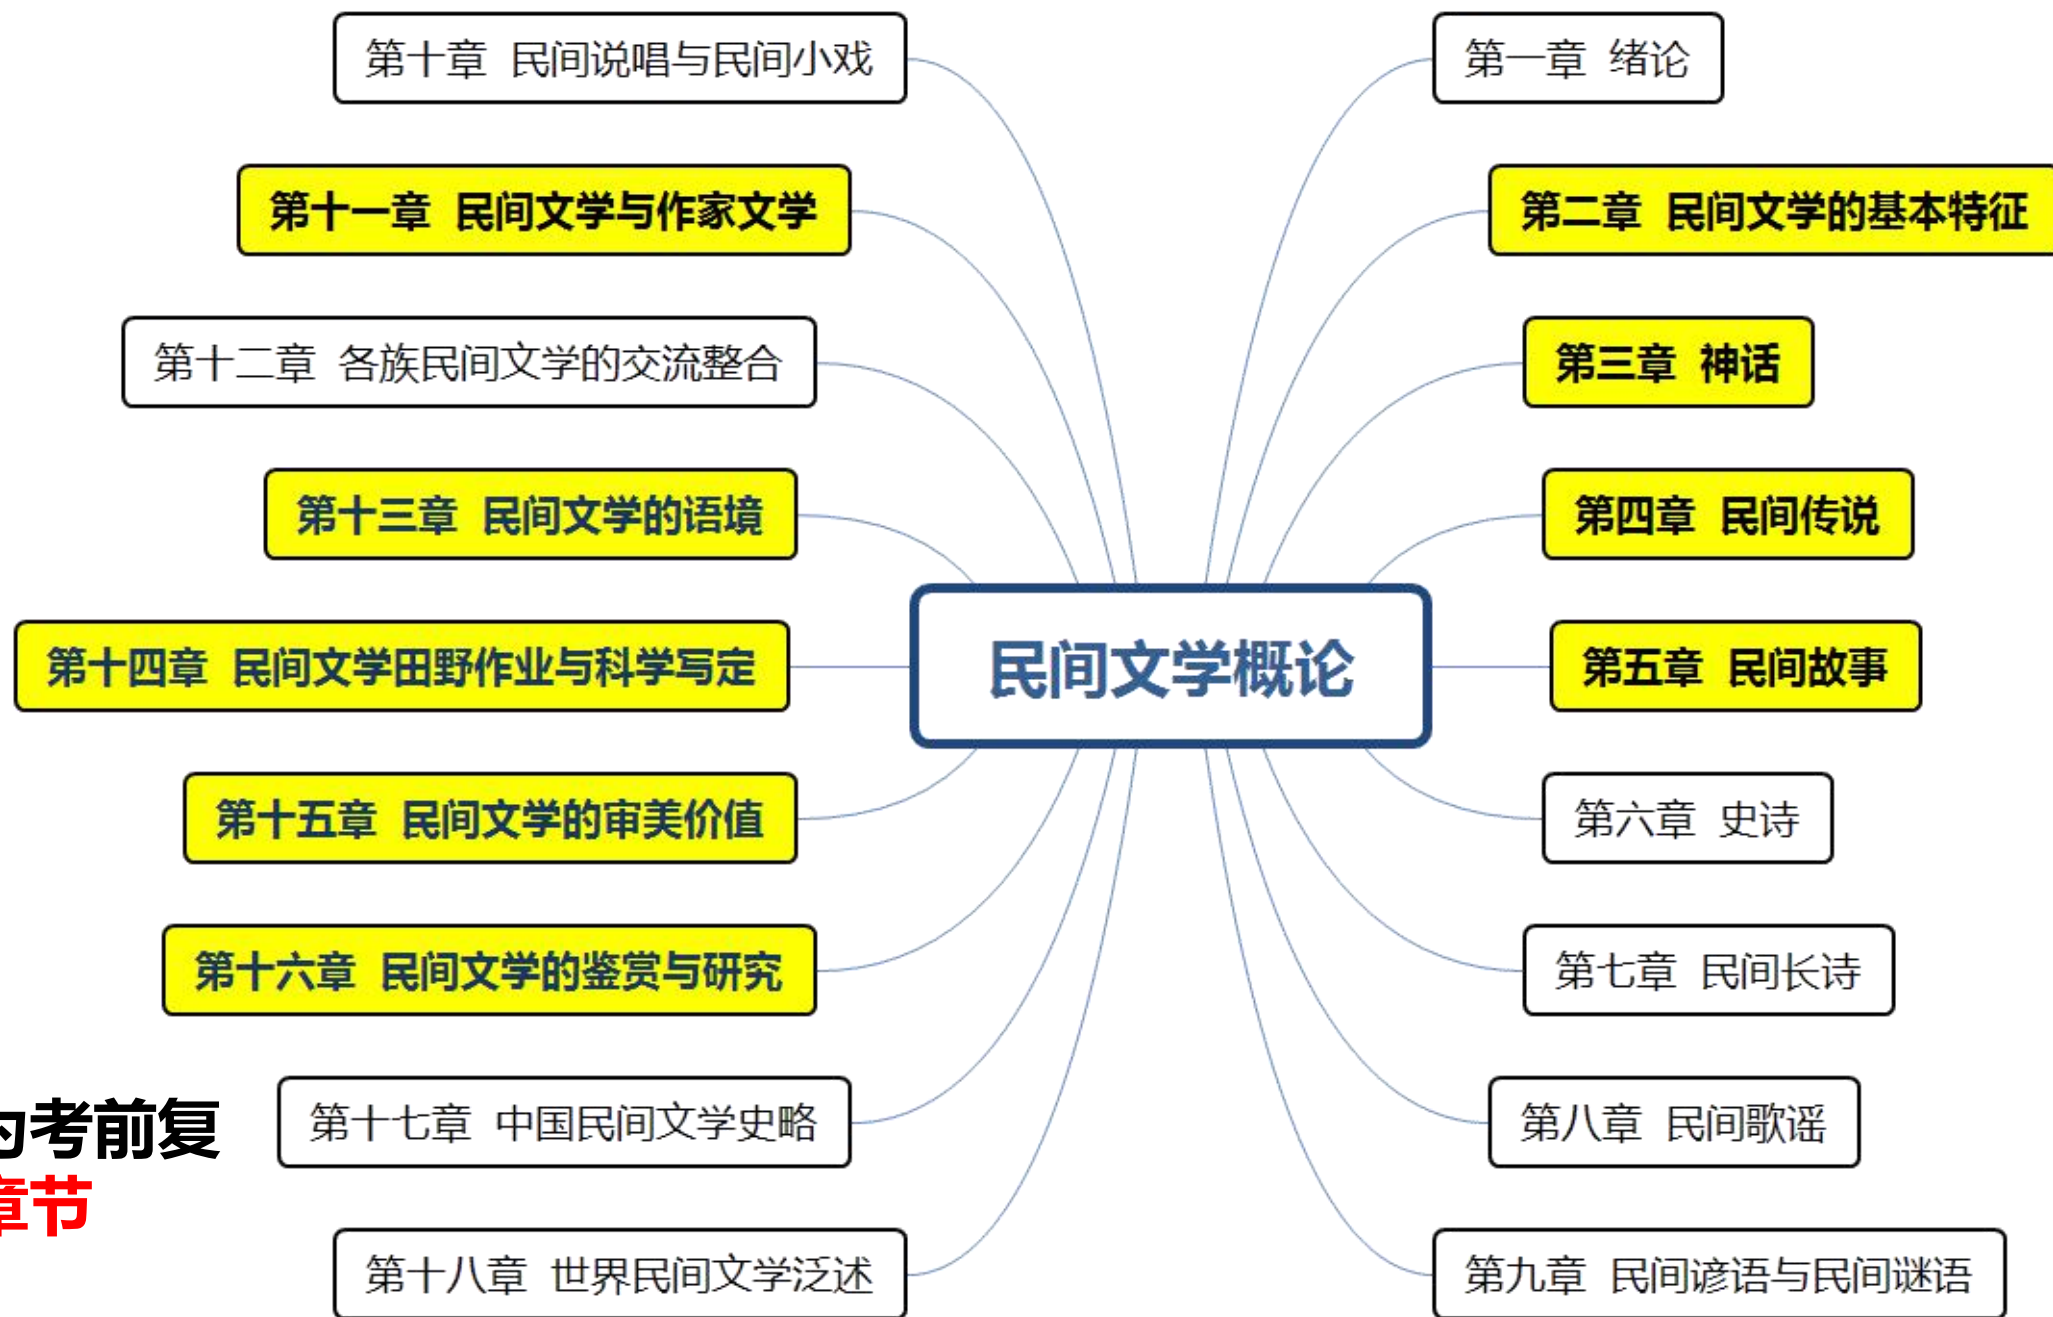 民间文学概论
第一章 绪论
第二章 民间文学的基本特征
第三章 神话
第四章 民间传说
第五章 民间故事
第六章 史诗
第七章 民间长诗
第八章 民间歌谣
第九章 民间谚语与民间谜语
第十章 民间说唱与民间小戏
第十一章 民间文学与作家文学
第十二章 各族民间文学的交流整合
第十三章 民间文学的语境
第十四章 民间文学田野作业与科学写定
第十五章 民间文学的审美价值
第十六章 民间文学的鉴赏与研究
第十七章 中国民间文学史略
第十八章 世界民间文学泛述
为考前复
章节